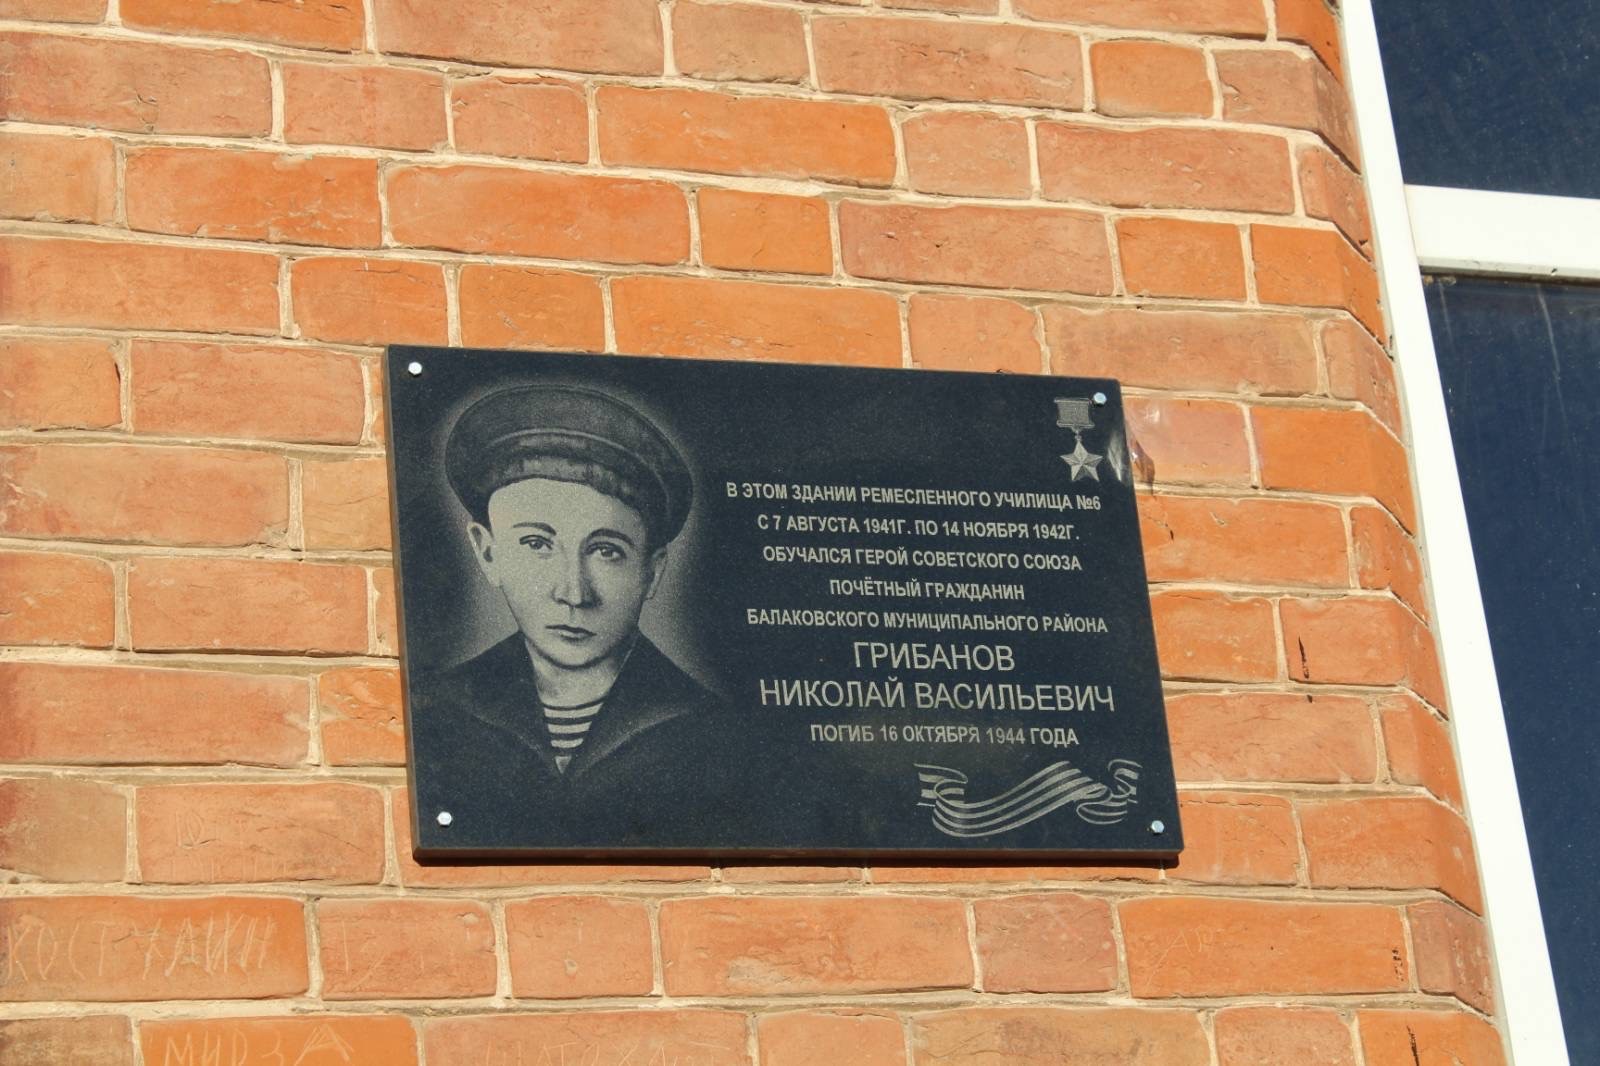 В ЭТОМ ЗДАНИИ РЕМЕСЛЕННОГО УЧИЛИЩА №6
С 7 АВГУСТА 1941Г. ПО 14 НОЯБРЯ 1942Г.
ОБУЧАЛСЯ ГЕРОЙ СОВЕТСКОГО СОЮЗА
ПОЧЁТНЫЙ ГРАЖДАНИН
БАЛАКОВСКОГО МУНИЦИПАЛЬНОГО РАЙОНА
ГРИБАНОВ
НИКОЛАЙ ВАСИЛЬЕВИЧ
ПОГИБ 16 ОКТЯБРЯ 1944 ГОДА
МИРЗА